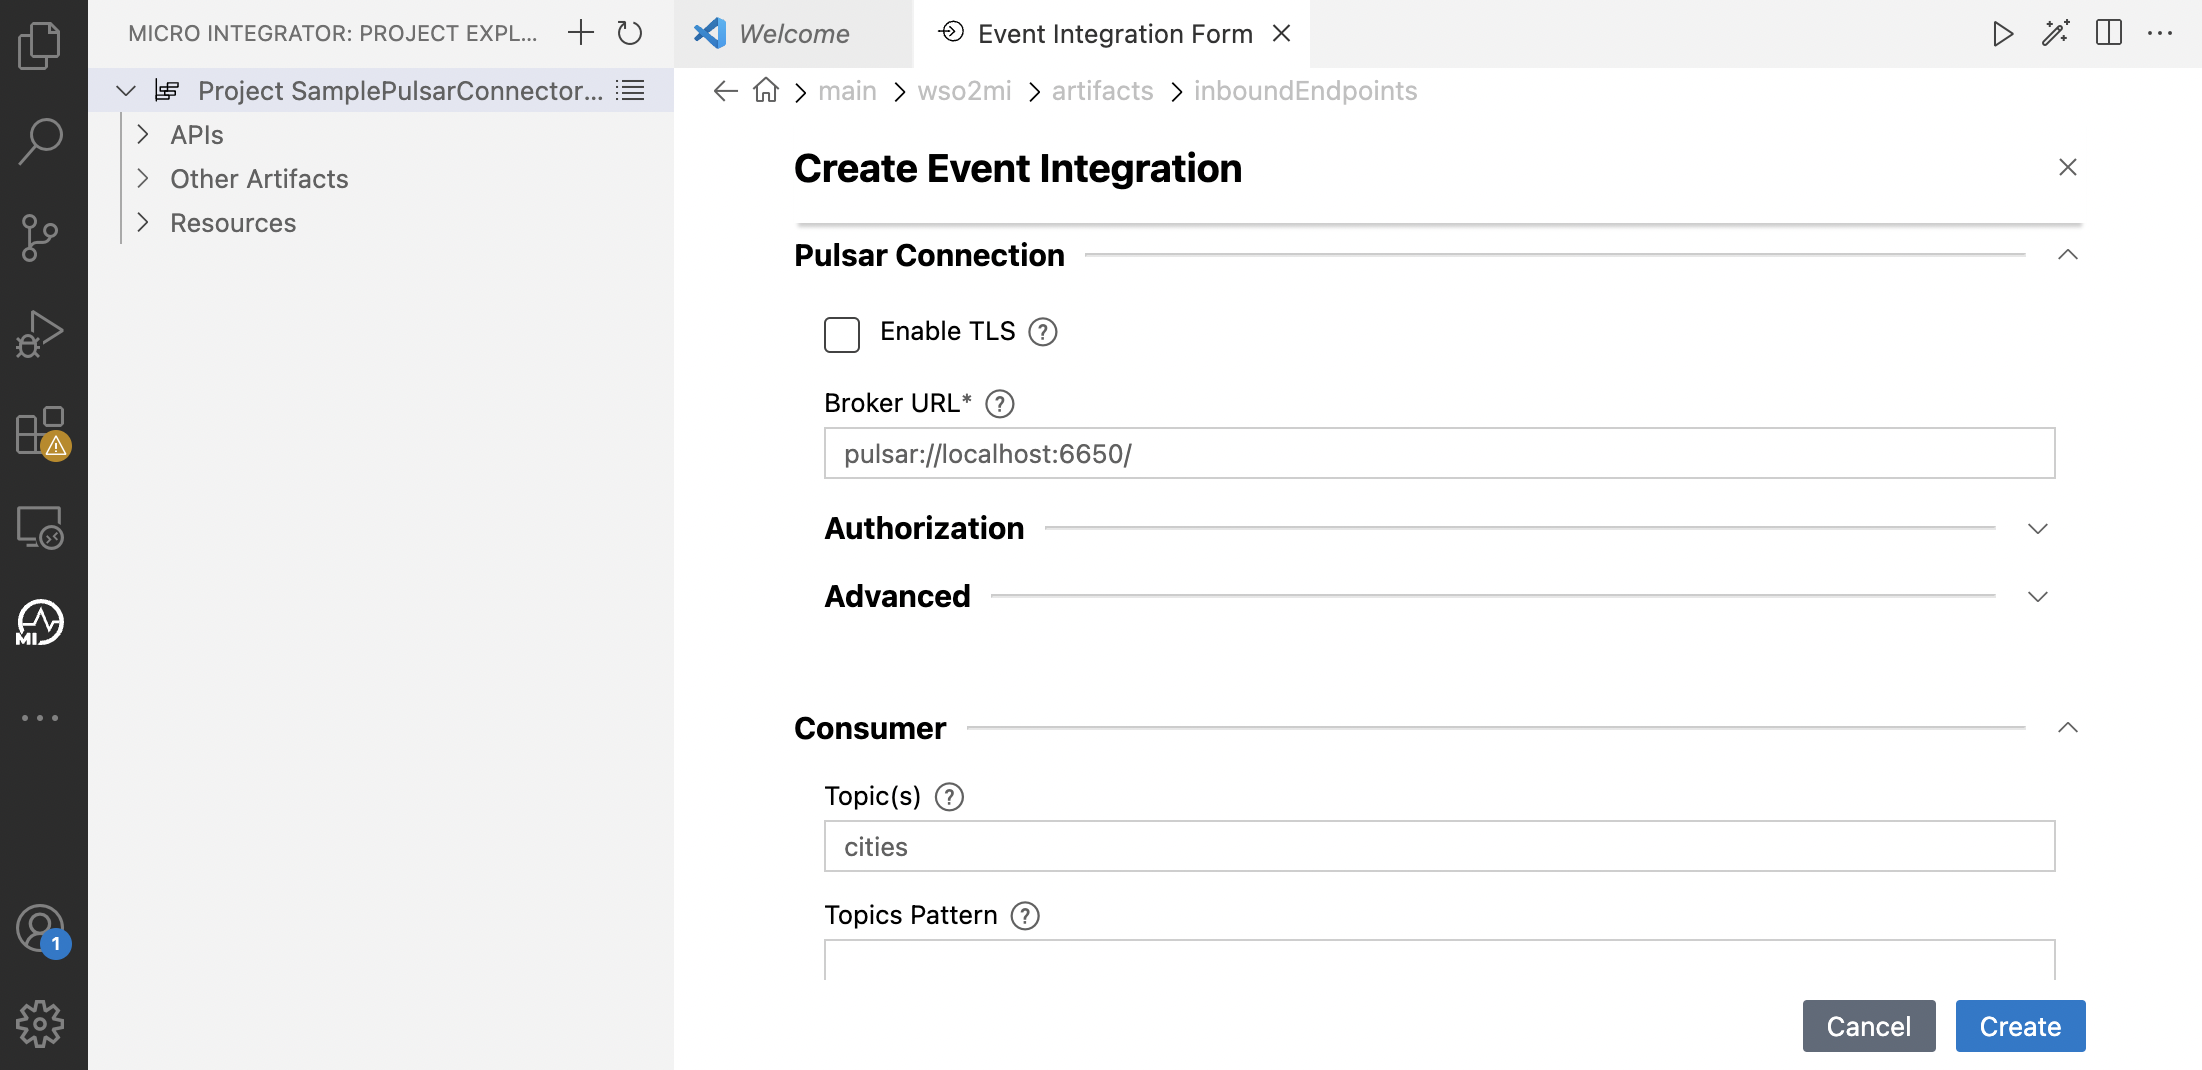 MICRO INTEGRATOR: PROJECT EXPL...
Project SamplePulsarConnector...
APIs
Other Artifacts
Resources
MI
1
Welcome
Event Integration Form
main
wso2mi
artifacts
inboundEndpoints
Create Event Integration
Pulsar Connection
Enable TLS ?
Broker URL* ?
pulsar://localhost:6650/
Authorization
Advanced
Consumer
Topic(s) ?
cities
Topics Pattern ?
Cancel
Create